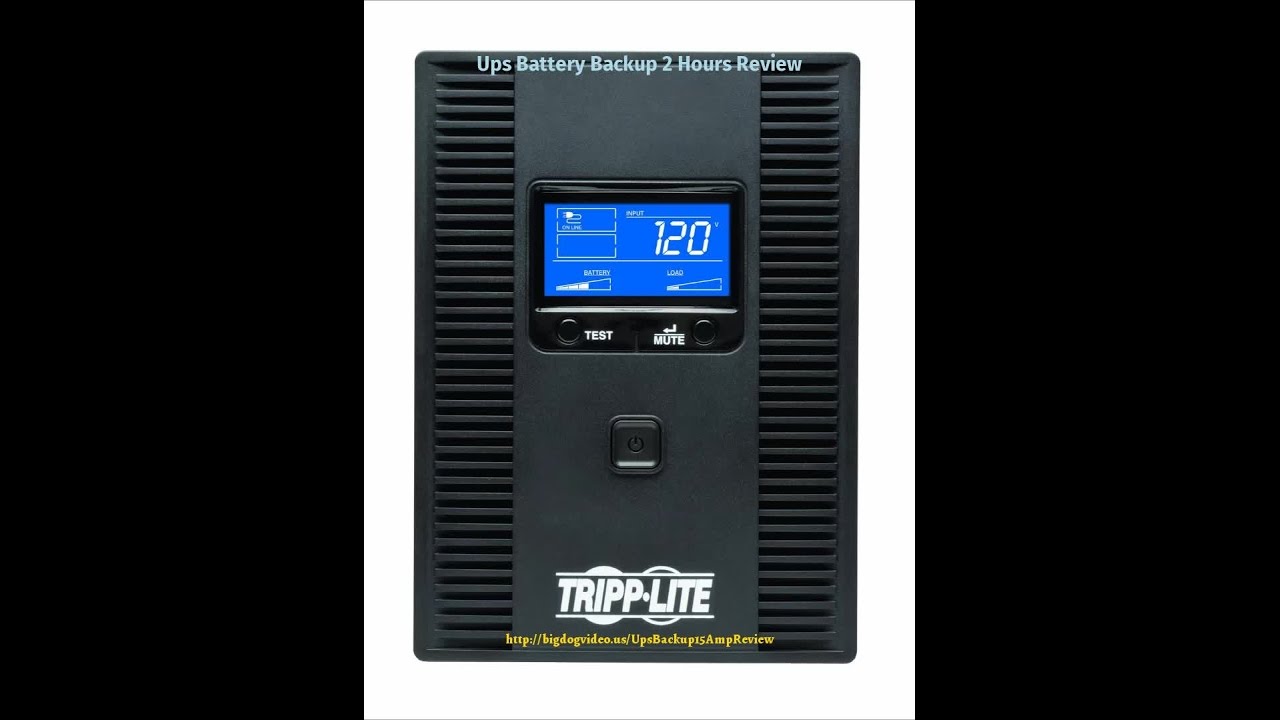 Ups Battery Backup 2 Hours Review
INPUT
ON LINE
120 V
BATTERY
LOAD
TEST
MUTE
TRIPP·LITE
http://bigdogvideo.us/UpsBackup15AmpReview